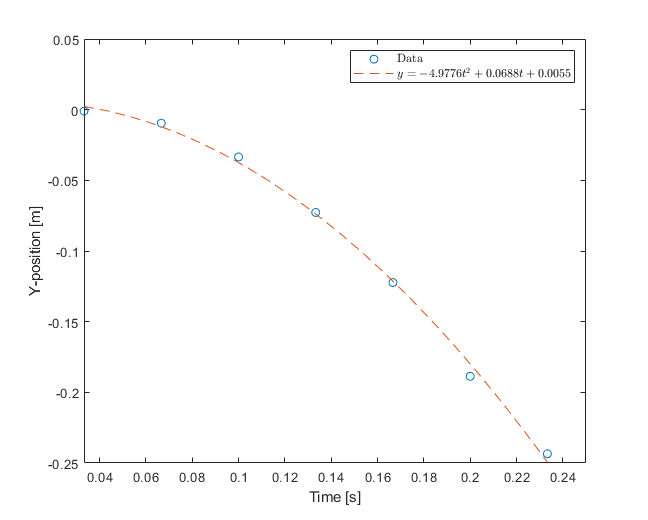 0.05
0
-0.05
-0.1
-0.15
-0.2
-0.25
Y-position [m]
Data
y = −4.9776t² + 0.0688t + 0.0055
0.04 0.06 0.08 0.1 0.12 0.14 0.16 0.18 0.2 0.22 0.24
Time [s]